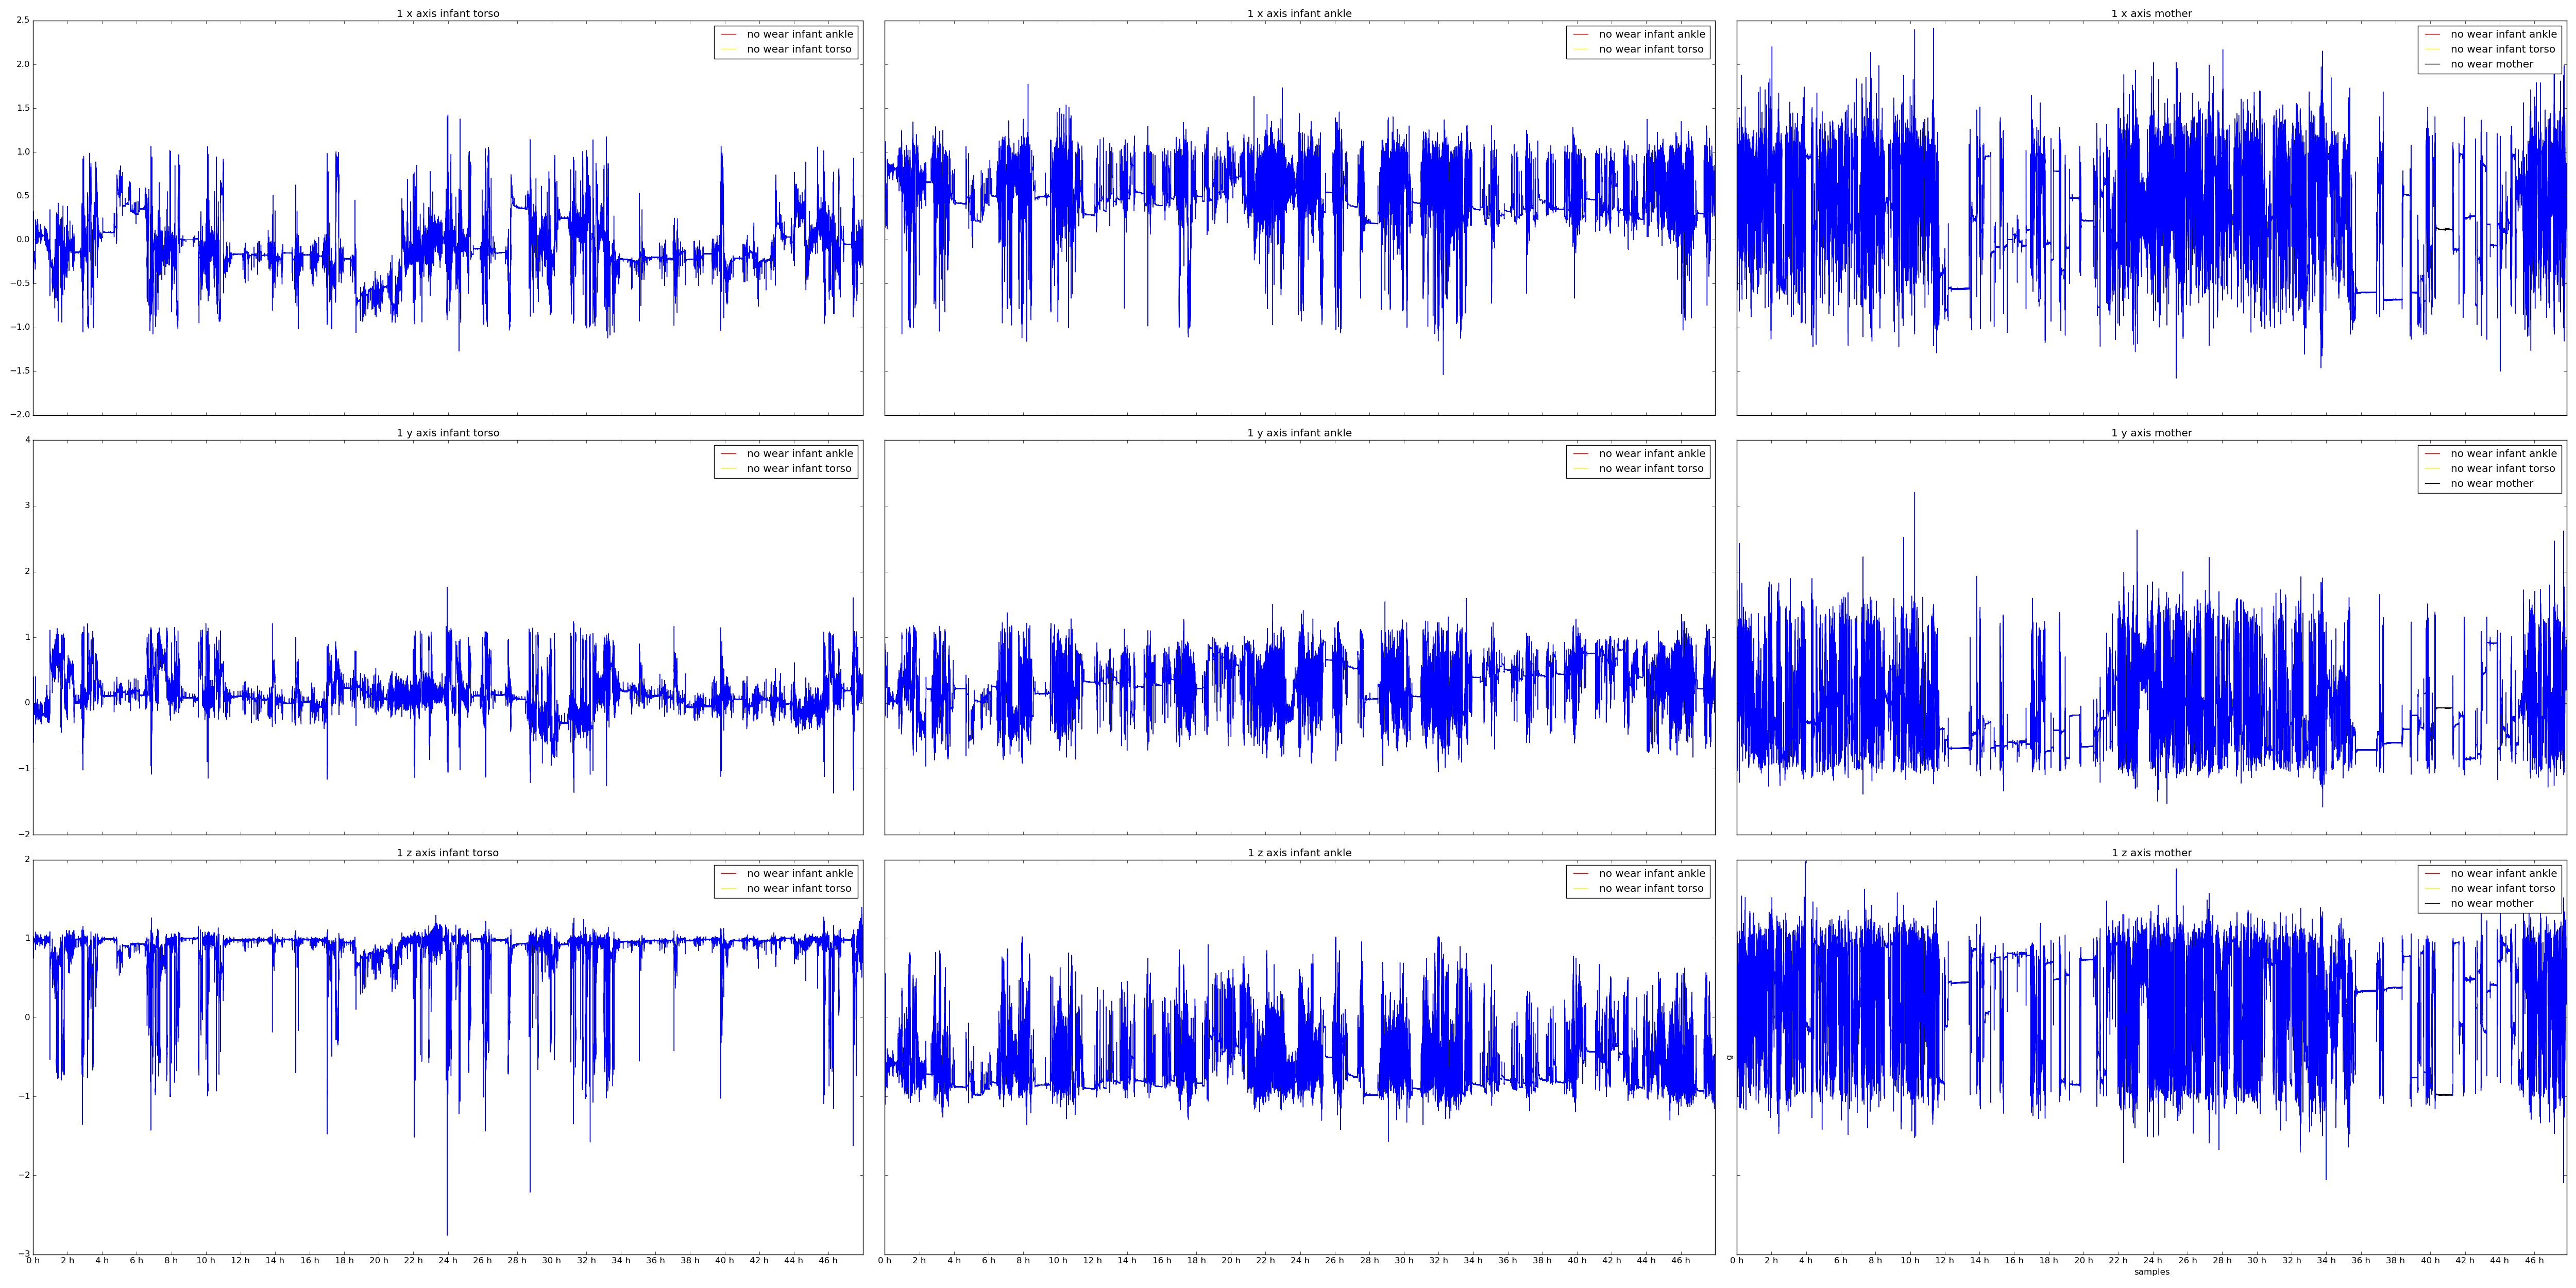 1 x axis infant torso
no wear infant ankle
no wear infant torso
2.5
2.0
1.5
1.0
0.5
0.0
−0.5
−1.0
−1.5
−2.0
1 x axis infant ankle
no wear infant ankle
no wear infant torso
1 x axis mother
no wear infant ankle
no wear infant torso
no wear mother
1 y axis infant torso
no wear infant ankle
no wear infant torso
4
3
2
1
0
−1
−2
1 y axis infant ankle
no wear infant ankle
no wear infant torso
1 y axis mother
no wear infant ankle
no wear infant torso
no wear mother
1 z axis infant torso
no wear infant ankle
no wear infant torso
2
1
0
−1
−2
−3
0 h 2 h 4 h 6 h 8 h 10 h 12 h 14 h 16 h 18 h 20 h 22 h 24 h 26 h 28 h 30 h 32 h 34 h 36 h 38 h 40 h 42 h 44 h 46 h
1 z axis infant ankle
no wear infant ankle
no wear infant torso
0 h 2 h 4 h 6 h 8 h 10 h 12 h 14 h 16 h 18 h 20 h 22 h 24 h 26 h 28 h 30 h 32 h 34 h 36 h 38 h 40 h 42 h 44 h 46 h
1 z axis mother
no wear infant ankle
no wear infant torso
no wear mother
g
0 h 2 h 4 h 6 h 8 h 10 h 12 h 14 h 16 h 18 h 20 h 22 h 24 h 26 h 28 h 30 h 32 h 34 h 36 h 38 h 40 h 42 h 44 h 46 h
samples